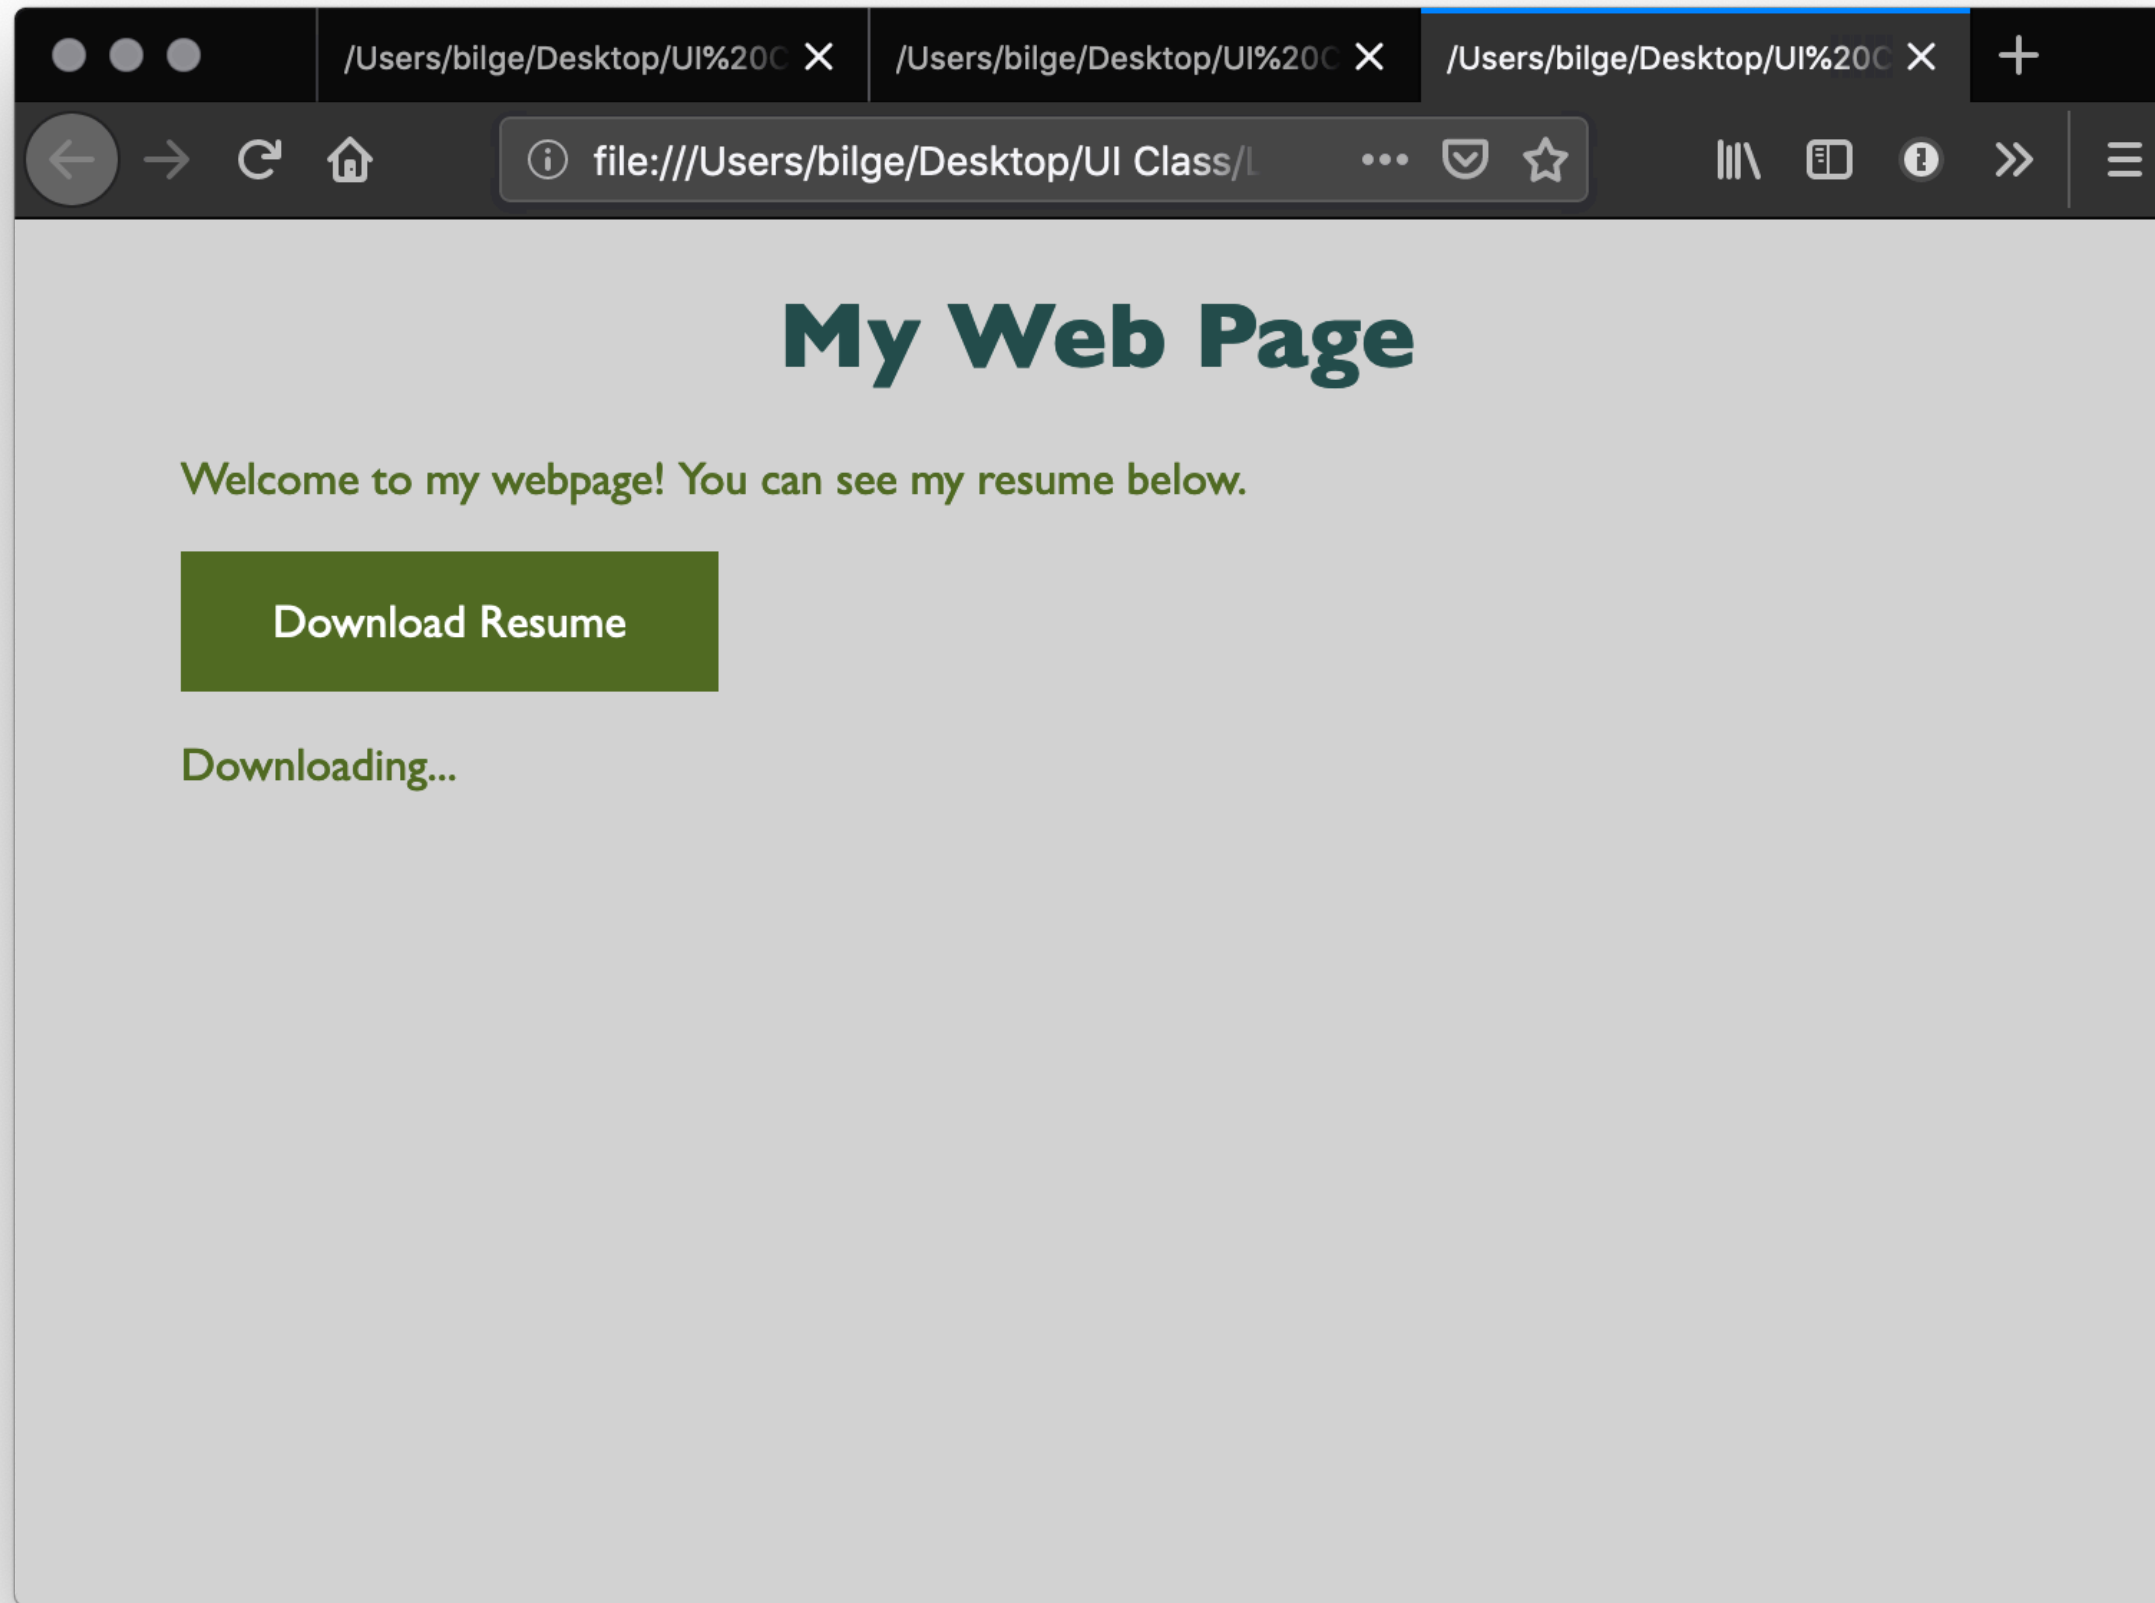 /Users/bilge/Desktop/UI%20C
/Users/bilge/Desktop/UI%20C
/Users/bilge/Desktop/UI%20C
file:///Users/bilge/Desktop/UI Class/L
My Web Page
Welcome to my webpage! You can see my resume below.
Download Resume
Downloading...